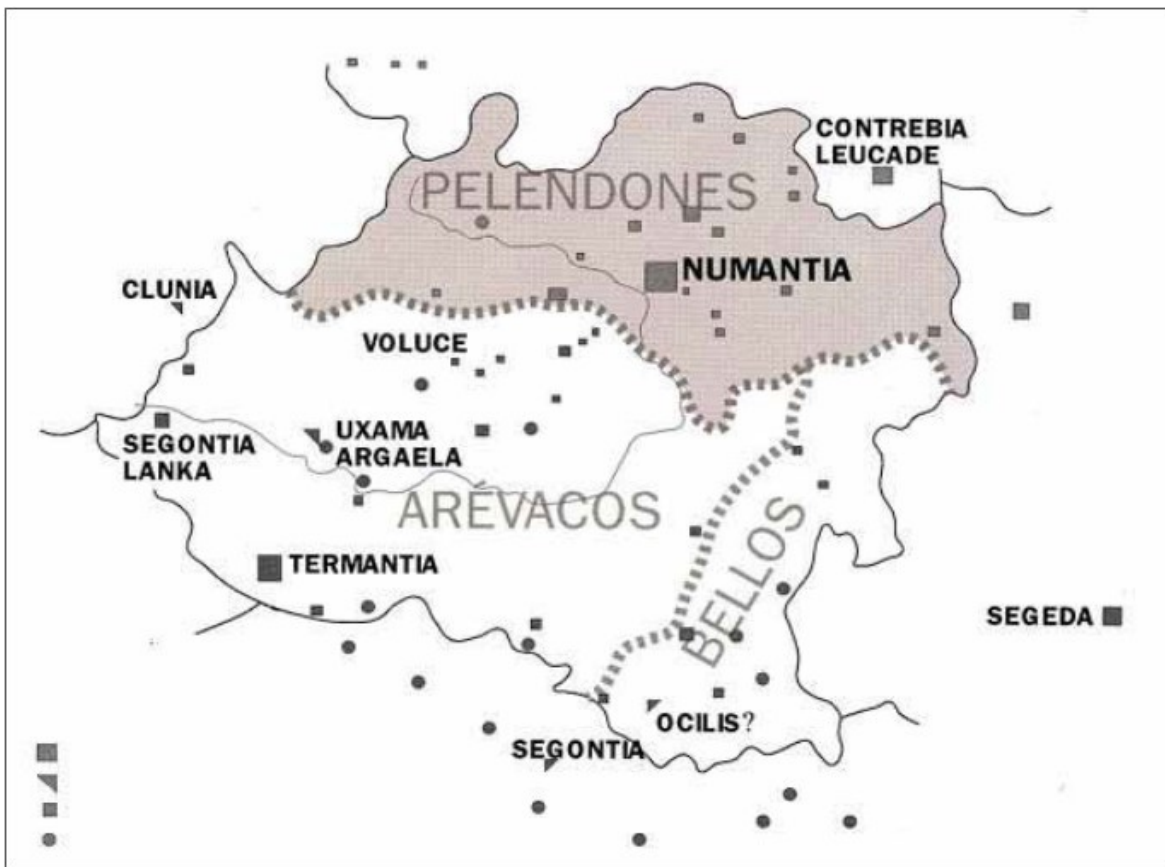 CONTREBIA
LEUCADE
PELENDONES
NUMANTIA
CLUNIA
VOLUCE
SEGONTIA
LANKA
UXAMA
ARGAELA
ARÉVACOS
TERMANTIA
BELLOS
SEGEDA
OCILIS?
SEGONTIA